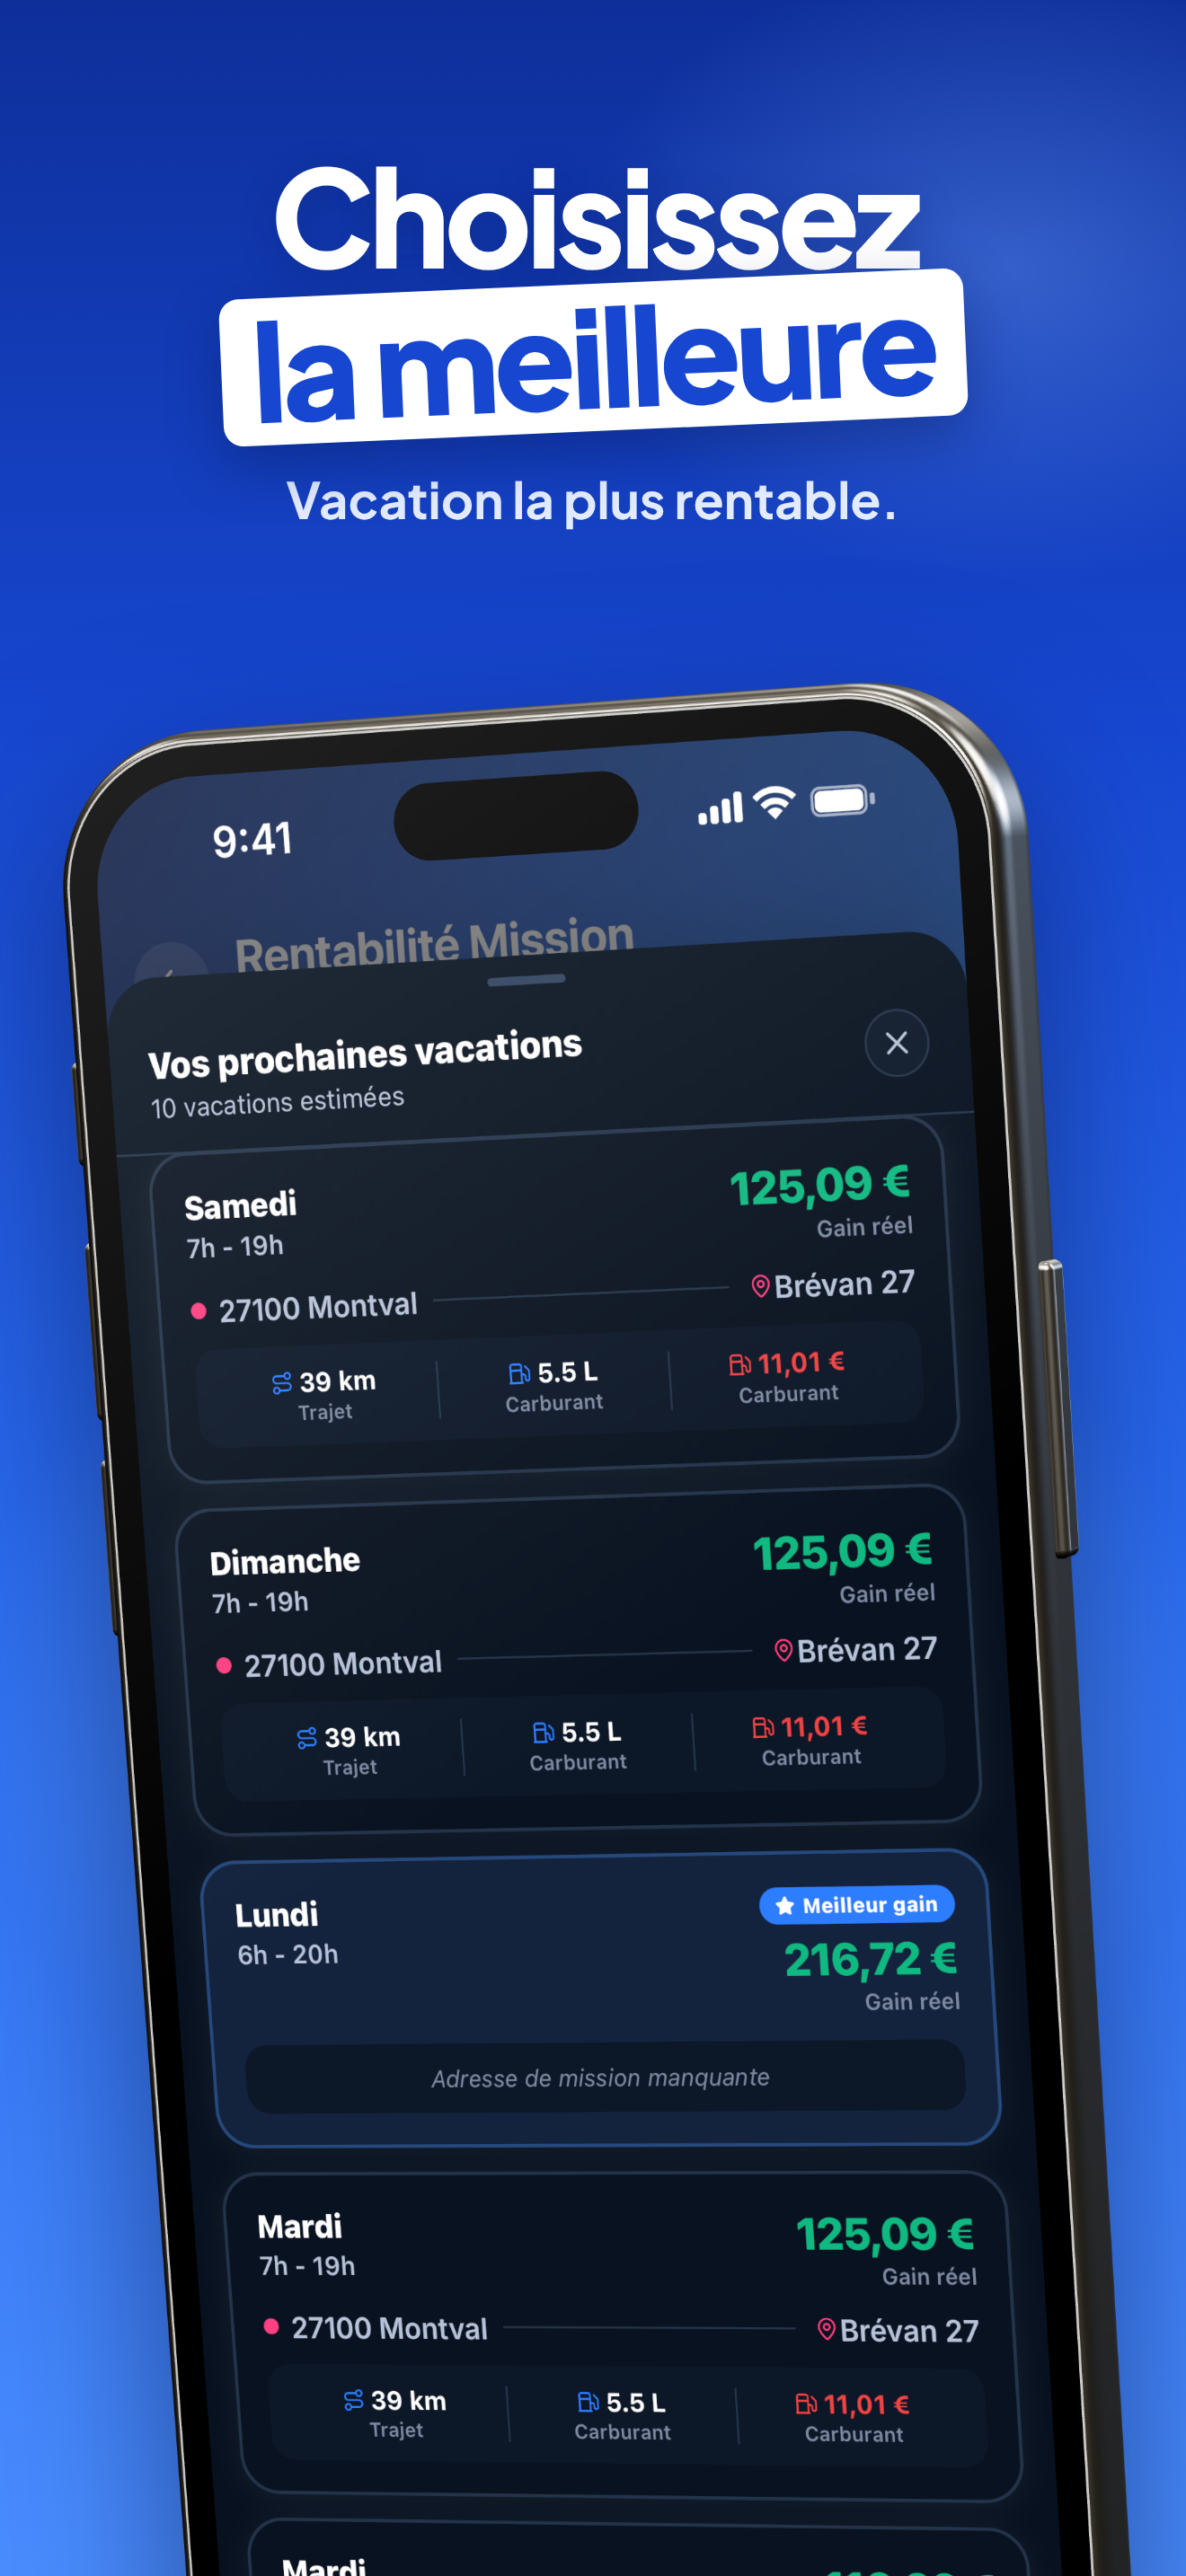 Choisissez
la meilleure
Vacation la plus rentable.
9:41
Rentabilité Mission
Vos prochaines vacations
10 vacations estimées
Samedi
125,09 €
7h - 19h
Gain réel
27100 Montval
Brévan 27
39 km
5.5 L
11,01 €
Trajet
Carburant
Carburant
Dimanche
125,09 €
7h - 19h
Gain réel
27100 Montval
Brévan 27
39 km
5.5 L
11,01 €
Trajet
Carburant
Carburant
Lundi
Meilleur gain
6h - 20h
216,72 €
Gain réel
Adresse de mission manquante
Mardi
125,09 €
7h - 19h
Gain réel
27100 Montval
Brévan 27
39 km
5.5 L
11,01 €
Trajet
Carburant
Carburant
Mardi